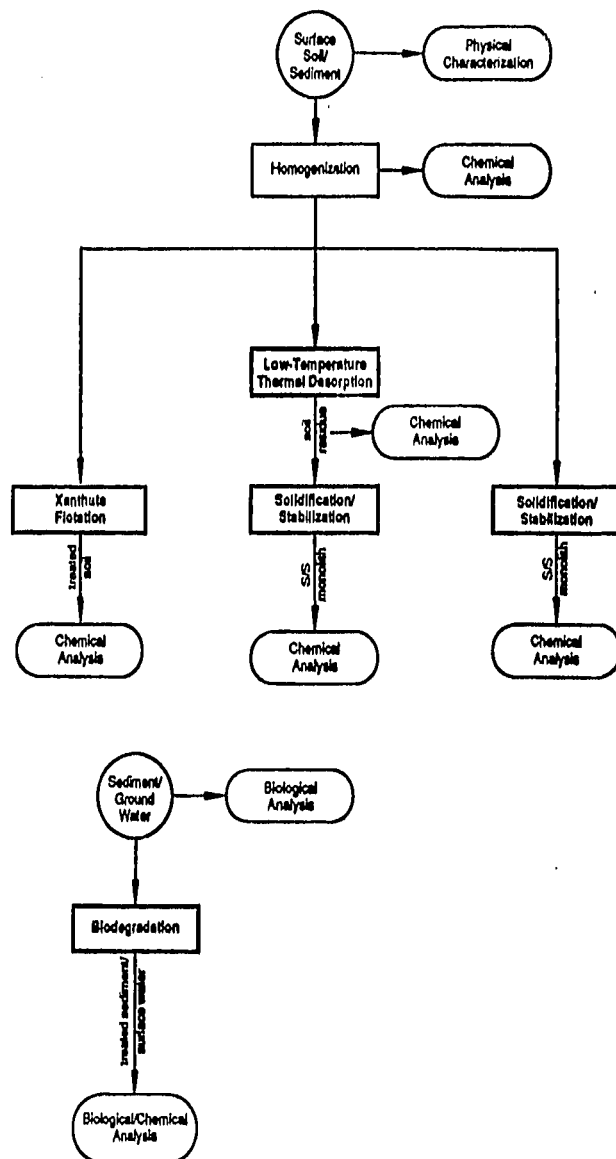 Surface
Soil/
Sediment
Physical
Characterization
Homogenization
Chemical
Analysis
Low-Temperature
Thermal Desorption
soil
residue
Chemical
Analysis
Xanthute
Flotation
Solidification/
Stabilization
Solidification/
Stabilization
treated
soil
S/S
monolith
S/S
monolith
Chemical
Analysis
Chemical
Analysis
Chemical
Analysis
Sediment/
Ground
Water
Biological
Analysis
Biodegradation
treated sediment/
surface water
Biological/Chemical
Analysis